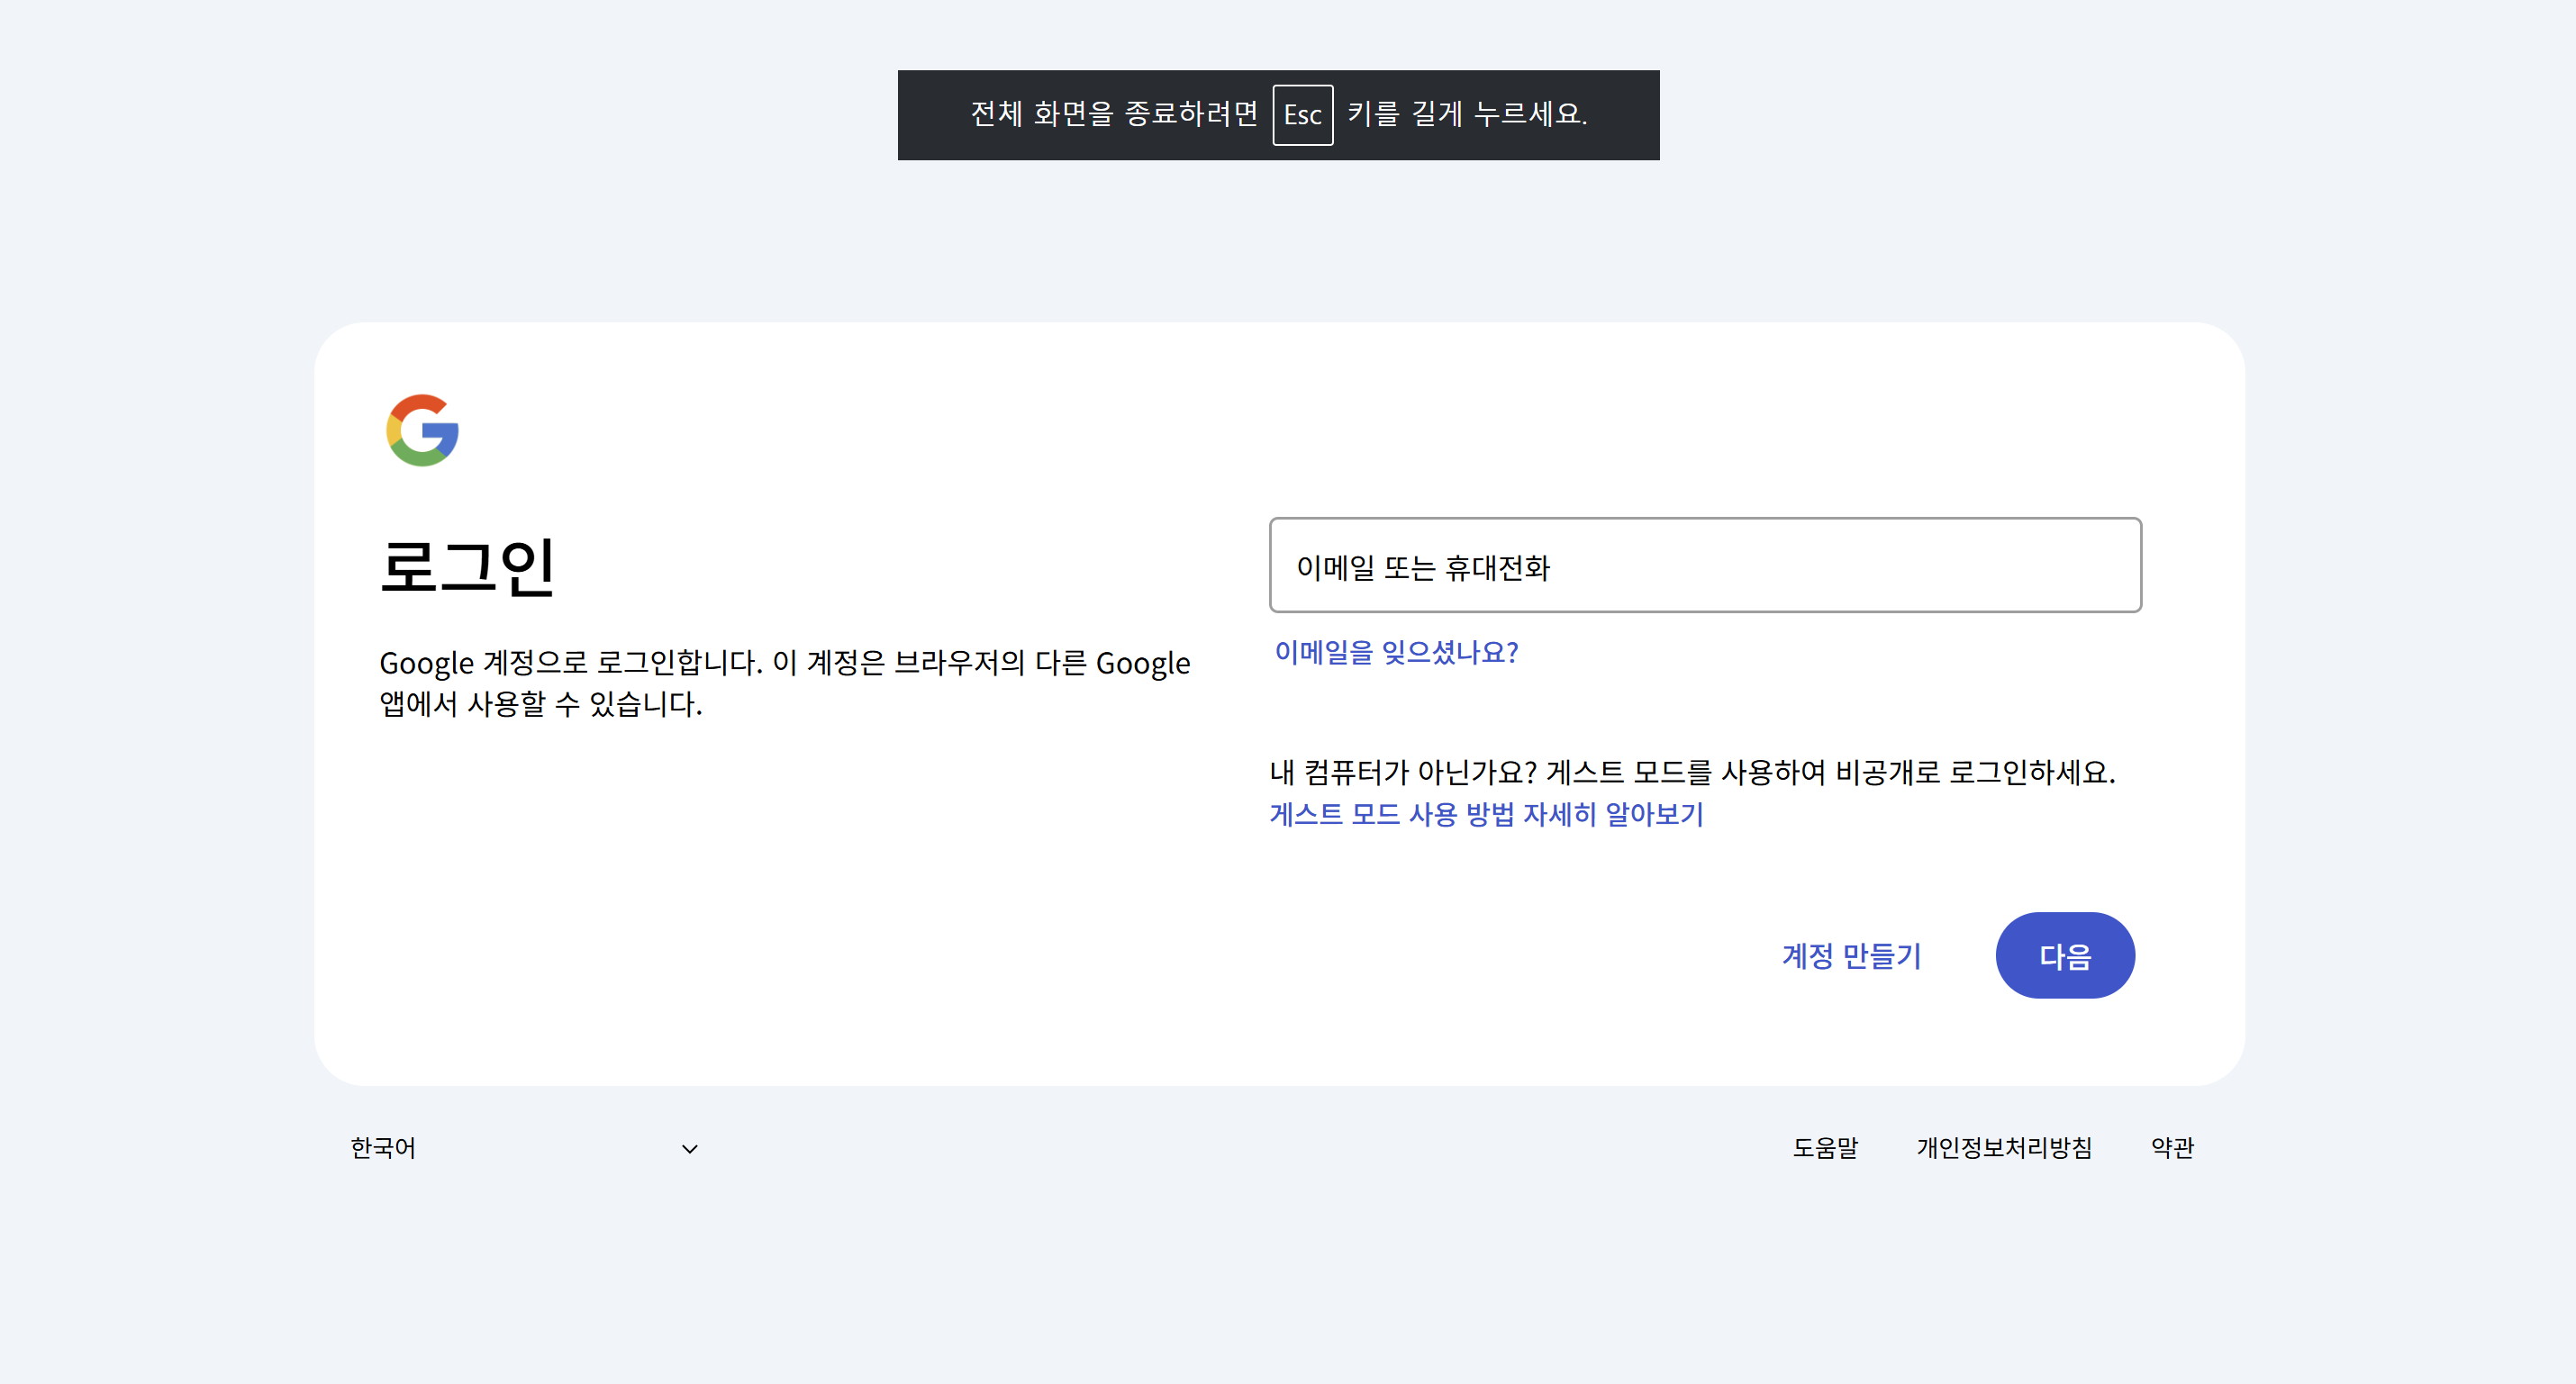 전체 화면을 종료하려면 Esc 키를 길게 누르세요.
로그인
Google 계정으로 로그인합니다. 이 계정은 브라우저의 다른 Google
앱에서 사용할 수 있습니다.
이메일 또는 휴대전화
이메일을 잊으셨나요?
내 컴퓨터가 아닌가요? 게스트 모드를 사용하여 비공개로 로그인하세요.
게스트 모드 사용 방법 자세히 알아보기
계정 만들기
다음
한국어
도움말
개인정보처리방침
약관